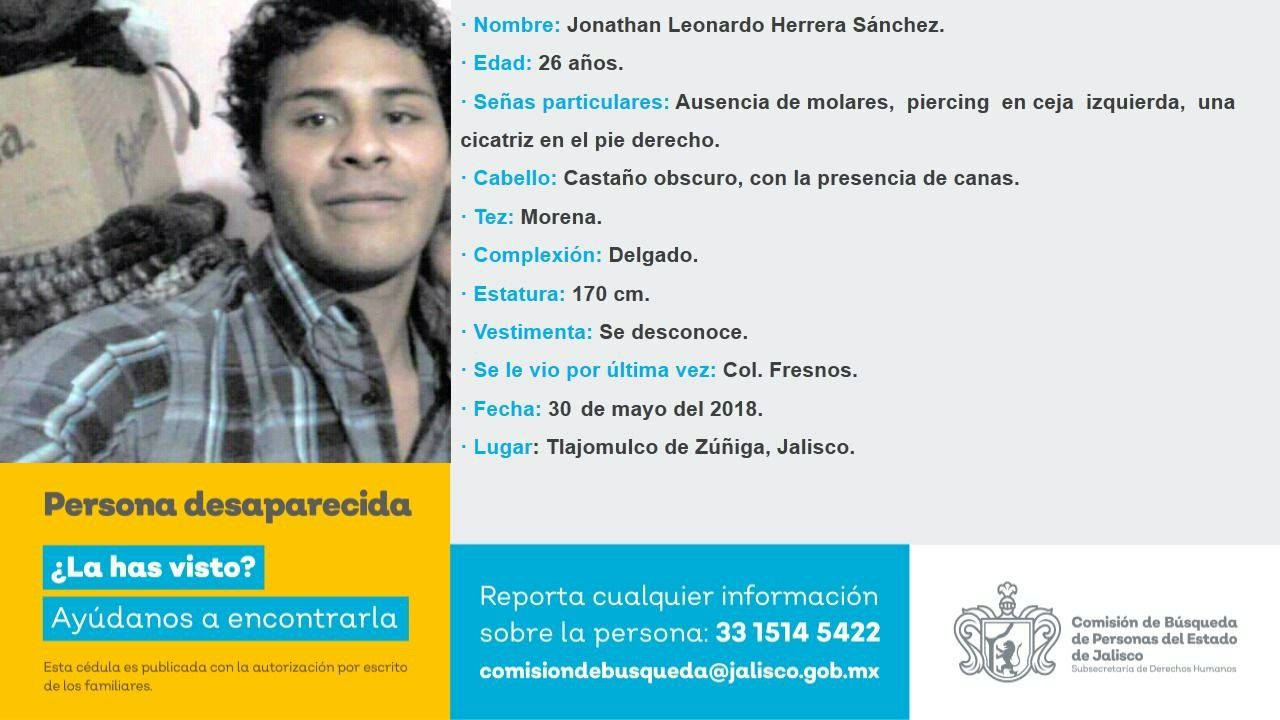 · Nombre: Jonathan Leonardo Herrera Sánchez.
· Edad: 26 años.
· Señas particulares: Ausencia de molares, piercing en ceja izquierda, una
cicatriz en el pie derecho.
· Cabello: Castaño obscuro, con la presencia de canas.
· Tez: Morena.
· Complexión: Delgado.
· Estatura: 170 cm.
· Vestimenta: Se desconoce.
· Se le vio por última vez: Col. Fresnos.
· Fecha: 30 de mayo del 2018.
· Lugar: Tlajomulco de Zúñiga, Jalisco.
Persona desaparecida
¿La has visto?
Ayúdanos a encontrarla
Esta cédula es publicada con la autorización por escrito
de los familiares.
Reporta cualquier información
sobre la persona: 33 1514 5422
comisiondebusqueda@jalisco.gob.mx
Comisión de Búsqueda
de Personas del Estado
de Jalisco
Subsecretaría de Derechos Humanos